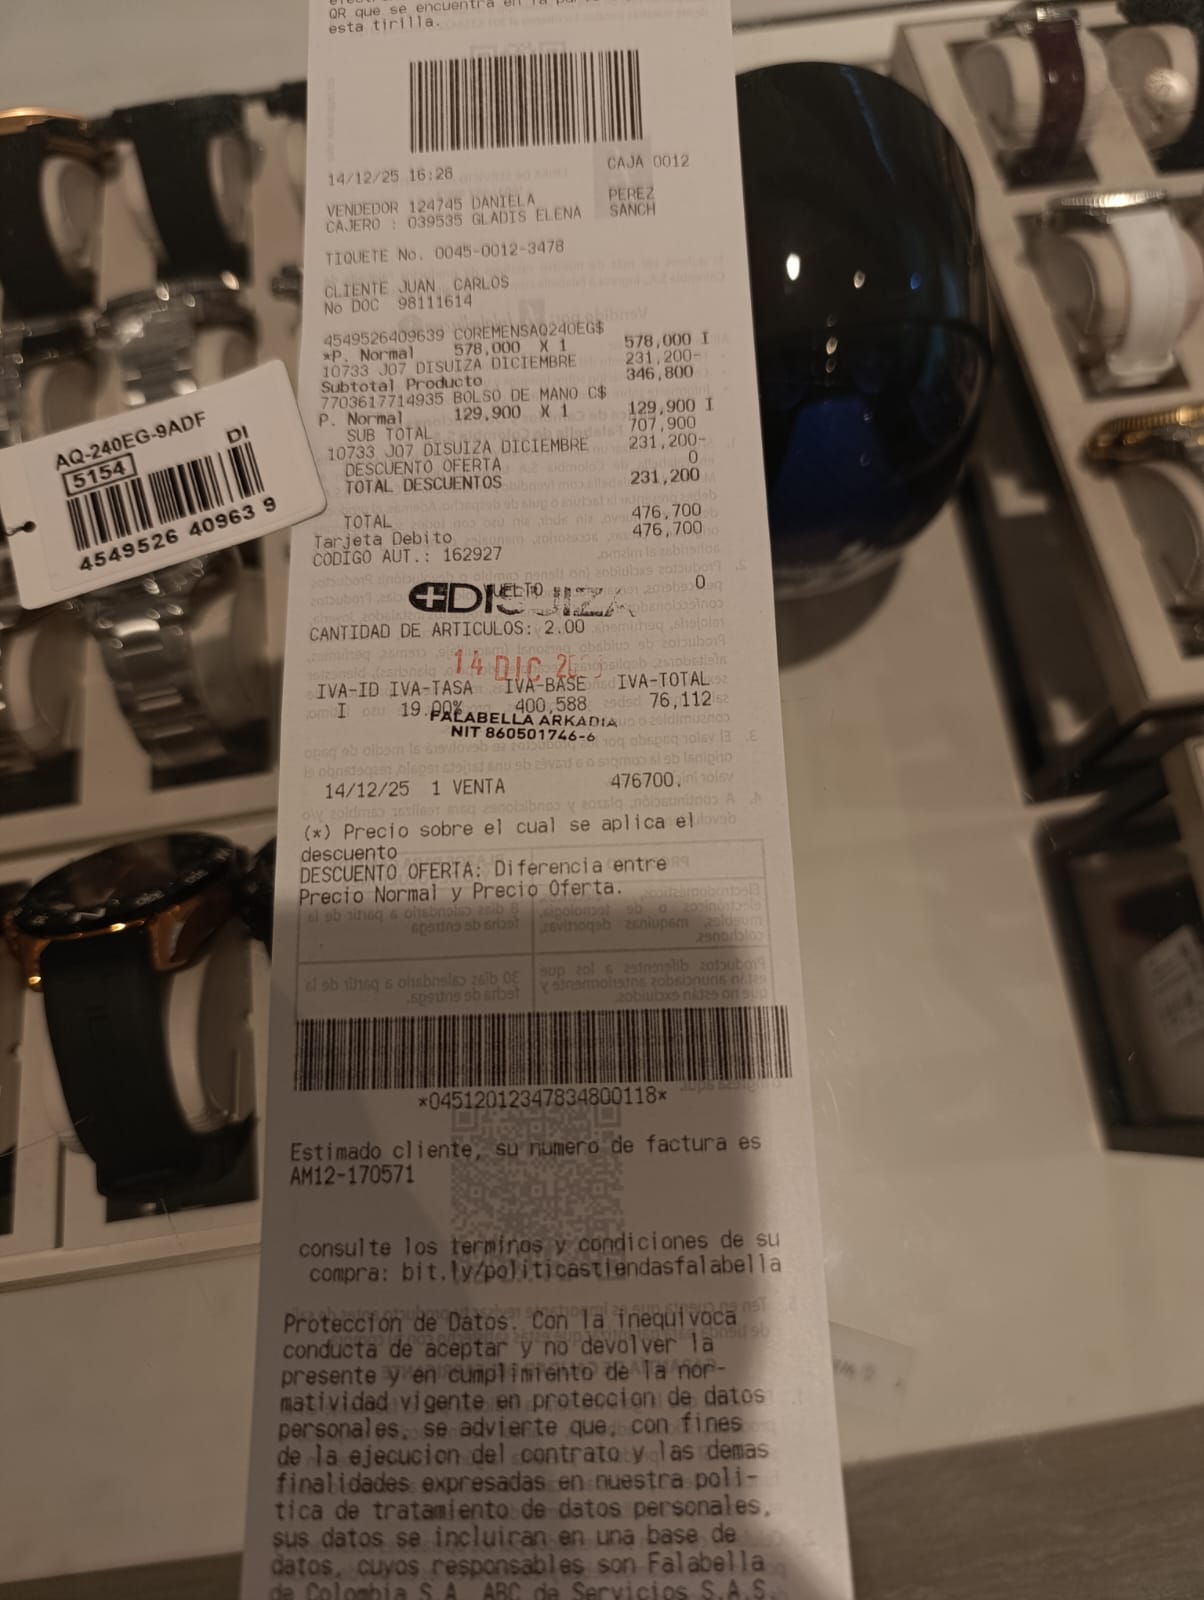 QR que se encuentra en la
esta tirilla.
14/12/25 16:28 CAJA 0012
VENDEDOR 124745 DANIELA PEREZ
CAJERO : 039535 GLADIS ELENA SANCH
TIQUETE No. 0045-0012-3478
CLIENTE JUAN CARLOS
No DOC 98111614
4549526409639 COREMENSAQ240EG$
*P. Normal 578,000 X 1 578,000 I
10733 J07 DISUIZA DICIEMBRE 231,200-
Subtotal Producto 346,800
7703617714935 BOLSO DE MANO C$
P. Normal 129,900 X 1 129,900 I
SUB TOTAL 707,900
10733 J07 DISUIZA DICIEMBRE 231,200-
DESCUENTO OFERTA 0
TOTAL DESCUENTOS 231,200
TOTAL 476,700
Tarjeta Debito 476,700
CODIGO AUT.: 162927
VUELTO 0
DISUIZA
CANTIDAD DE ARTICULOS: 2.00
14 DIC
IVA-ID IVA-TASA IVA-BASE IVA-TOTAL
I 19.00% 400,588 76,112
FALABELLA ARKADIA
NIT 860501746-6
14/12/25 1 VENTA 476700.
(*) Precio sobre el cual se aplica el
descuento
DESCUENTO OFERTA: Diferencia entre
Precio Normal y Precio Oferta.
*04512012347834800118*
Estimado cliente, su numero de factura es
AM12-170571
consulte los terminos y condiciones de su
compra: bit.ly/politicastiendasfalabella
Proteccion de Datos. Con la inequivoca
conducta de aceptar y no devolver la
presente y en cumplimiento de la nor-
matividad vigente en proteccion de datos
personales, se advierte que, con fines
de la ejecucion del contrato y las demas
finalidades expresadas en nuestra poli-
tica de tratamiento de datos personales,
sus datos se incluiran en una base de
datos, cuyos responsables son Falabella
de Colombia S.A. ABC de Servicios S.A.S.
AQ-240EG-9ADF
5154 DI
4549526 40963 9